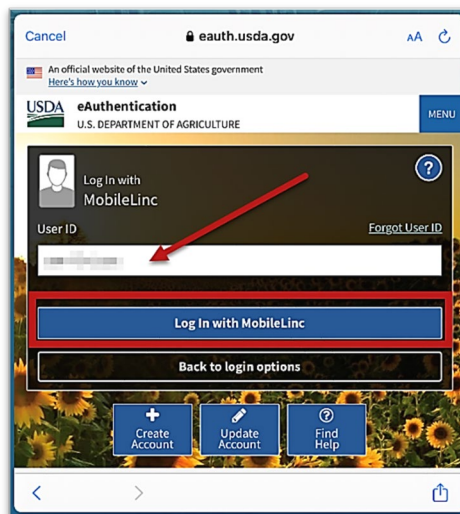 Cancel
eauth.usda.gov
AA
An official website of the United States government
Here's how you know
USDA
eAuthentication
U.S. DEPARTMENT OF AGRICULTURE
MENU
Log In with
MobileLinc
?
User ID
Forgot User ID
Log In with MobileLinc
Back to login options
Create
Account
Update
Account
?
Find
Help